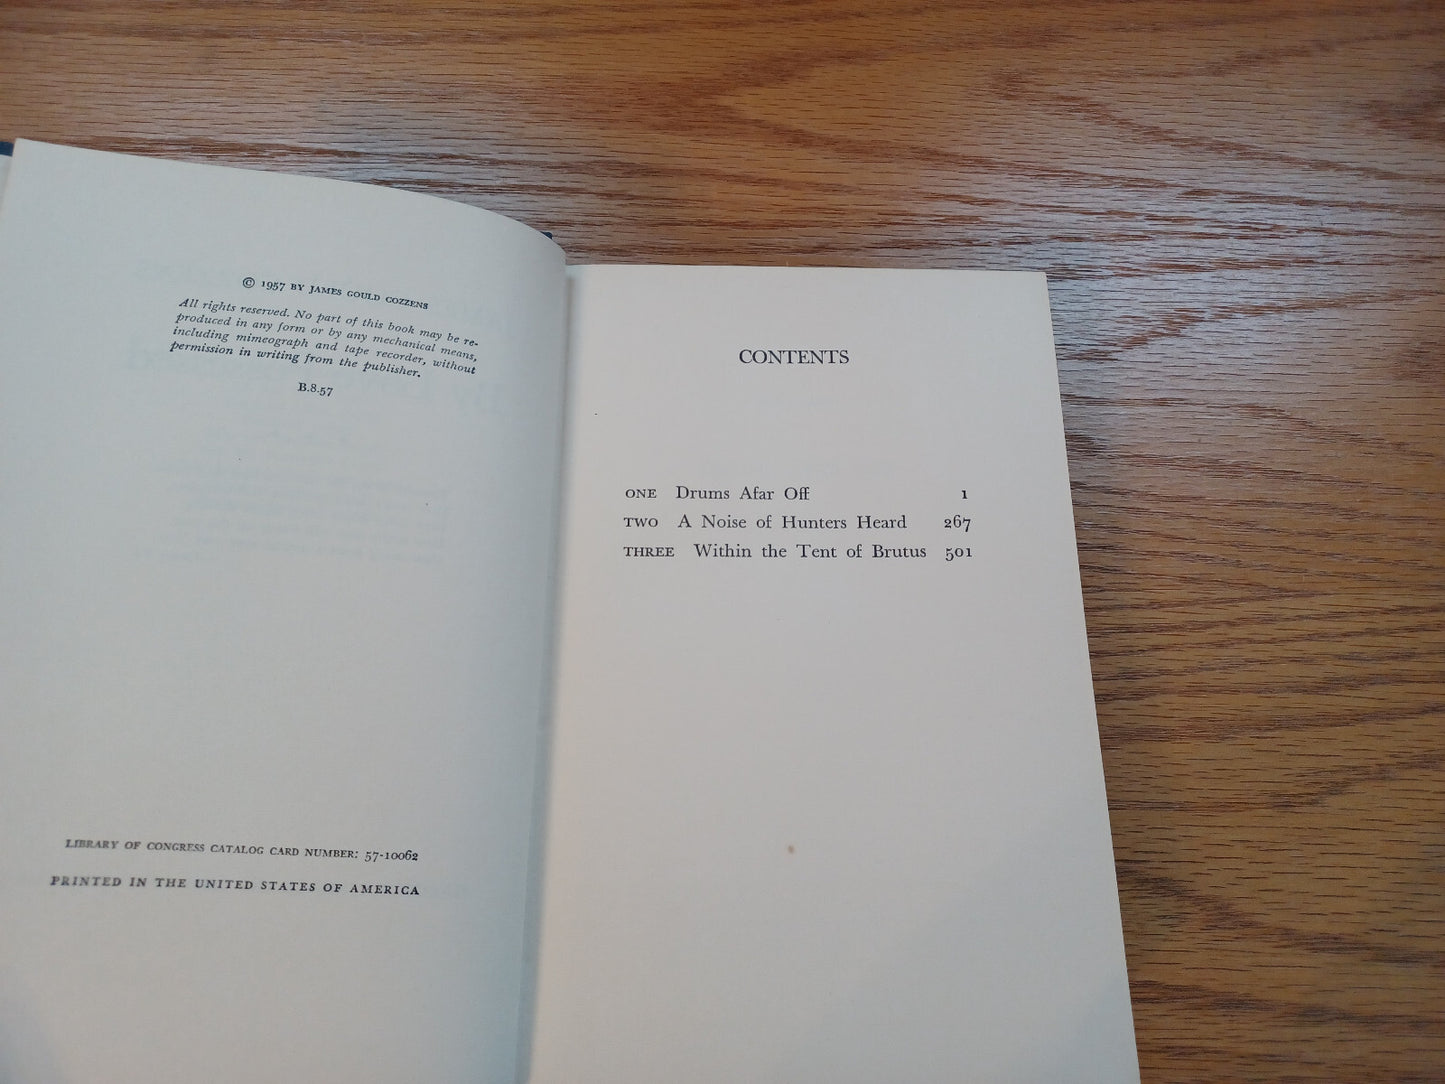 © 1957 BY JAMES GOULD COZZENS
All rights reserved. No part of this book may be re-
produced in any form or by any mechanical means,
including mimeograph and tape recorder, without
permission in writing from the publisher.
B.8.57
LIBRARY OF CONGRESS CATALOG CARD NUMBER: 57-10062
PRINTED IN THE UNITED STATES OF AMERICA
CONTENTS
ONE Drums Afar Off 1
TWO A Noise of Hunters Heard 267
THREE Within the Tent of Brutus 501